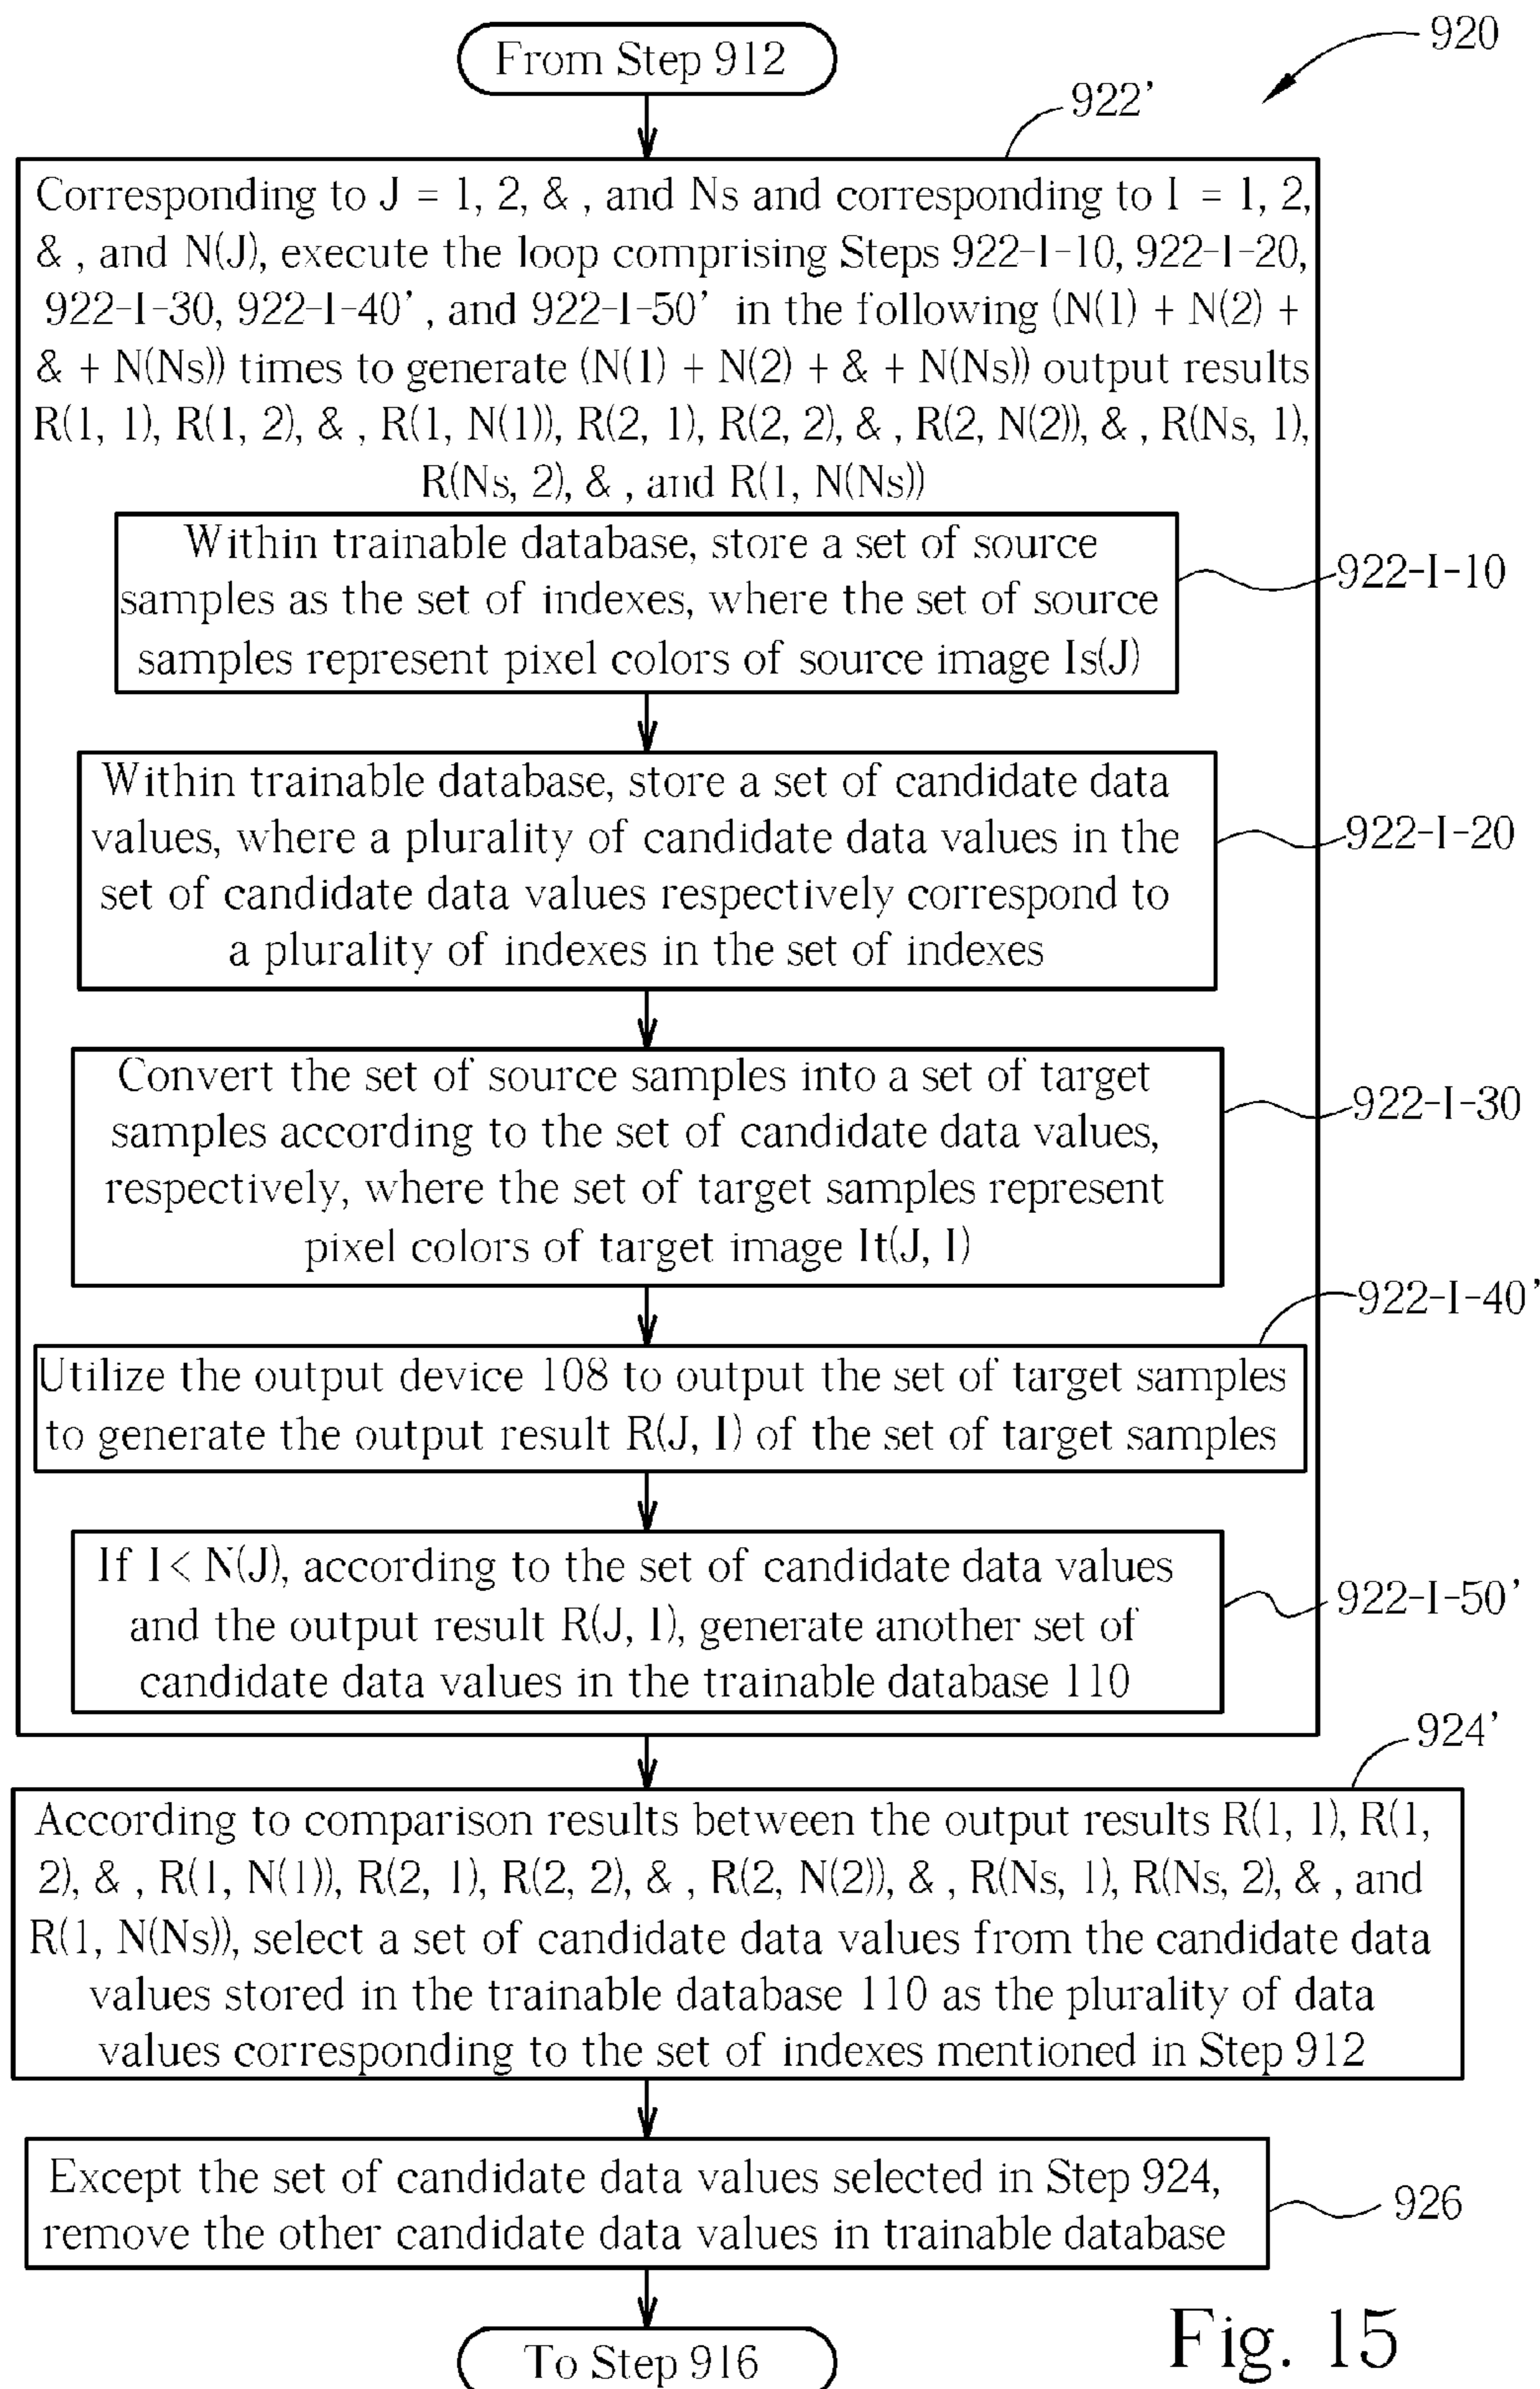 From Step 912
920
922'
Corresponding to J = 1, 2, & , and Ns and corresponding to I = 1, 2,
& , and N(J), execute the loop comprising Steps 922-I-10, 922-I-20,
922-I-30, 922-I-40', and 922-I-50' in the following (N(1) + N(2) +
& + N(Ns)) times to generate (N(1) + N(2) + & + N(Ns)) output results
R(1, 1), R(1, 2), & , R(1, N(1)), R(2, 1), R(2, 2), & , R(2, N(2)), & , R(Ns, 1),
R(Ns, 2), & , and R(1, N(Ns))
Within trainable database, store a set of source
samples as the set of indexes, where the set of source
samples represent pixel colors of source image Is(J)
922-I-10
Within trainable database, store a set of candidate data
values, where a plurality of candidate data values in the
set of candidate data values respectively correspond to
a plurality of indexes in the set of indexes
922-I-20
Convert the set of source samples into a set of target
samples according to the set of candidate data values,
respectively, where the set of target samples represent
pixel colors of target image It(J, I)
922-I-30
922-I-40'
Utilize the output device 108 to output the set of target samples
to generate the output result R(J, I) of the set of target samples
If I < N(J), according to the set of candidate data values
and the output result R(J, I), generate another set of
candidate data values in the trainable database 110
922-I-50'
924'
According to comparison results between the output results R(1, 1), R(1,
2), & , R(1, N(1)), R(2, 1), R(2, 2), & , R(2, N(2)), & , R(Ns, 1), R(Ns, 2), & , and
R(1, N(Ns)), select a set of candidate data values from the candidate data
values stored in the trainable database 110 as the plurality of data
values corresponding to the set of indexes mentioned in Step 912
Except the set of candidate data values selected in Step 924,
remove the other candidate data values in trainable database
926
To Step 916
Fig. 15